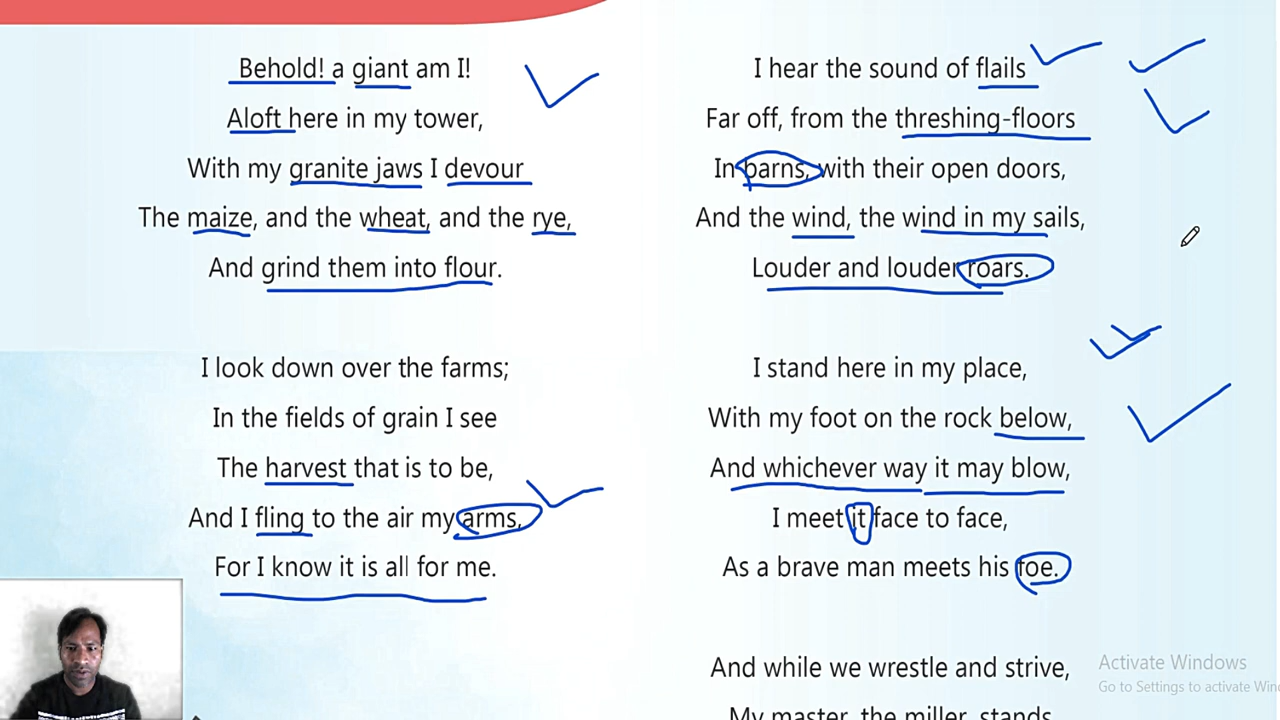 Behold! a giant am I!
Aloft here in my tower,
With my granite jaws I devour
The maize, and the wheat, and the rye,
And grind them into flour.
I look down over the farms;
In the fields of grain I see
The harvest that is to be,
And I fling to the air my arms,
For I know it is all for me.
I hear the sound of flails
Far off, from the threshing-floors
In barns, with their open doors,
And the wind, the wind in my sails,
Louder and louder roars.
I stand here in my place,
With my foot on the rock below,
And whichever way it may blow,
I meet it face to face,
As a brave man meets his foe.
And while we wrestle and strive,
My master, the miller, stands
Activate Windows
Go to Settings to activate Win